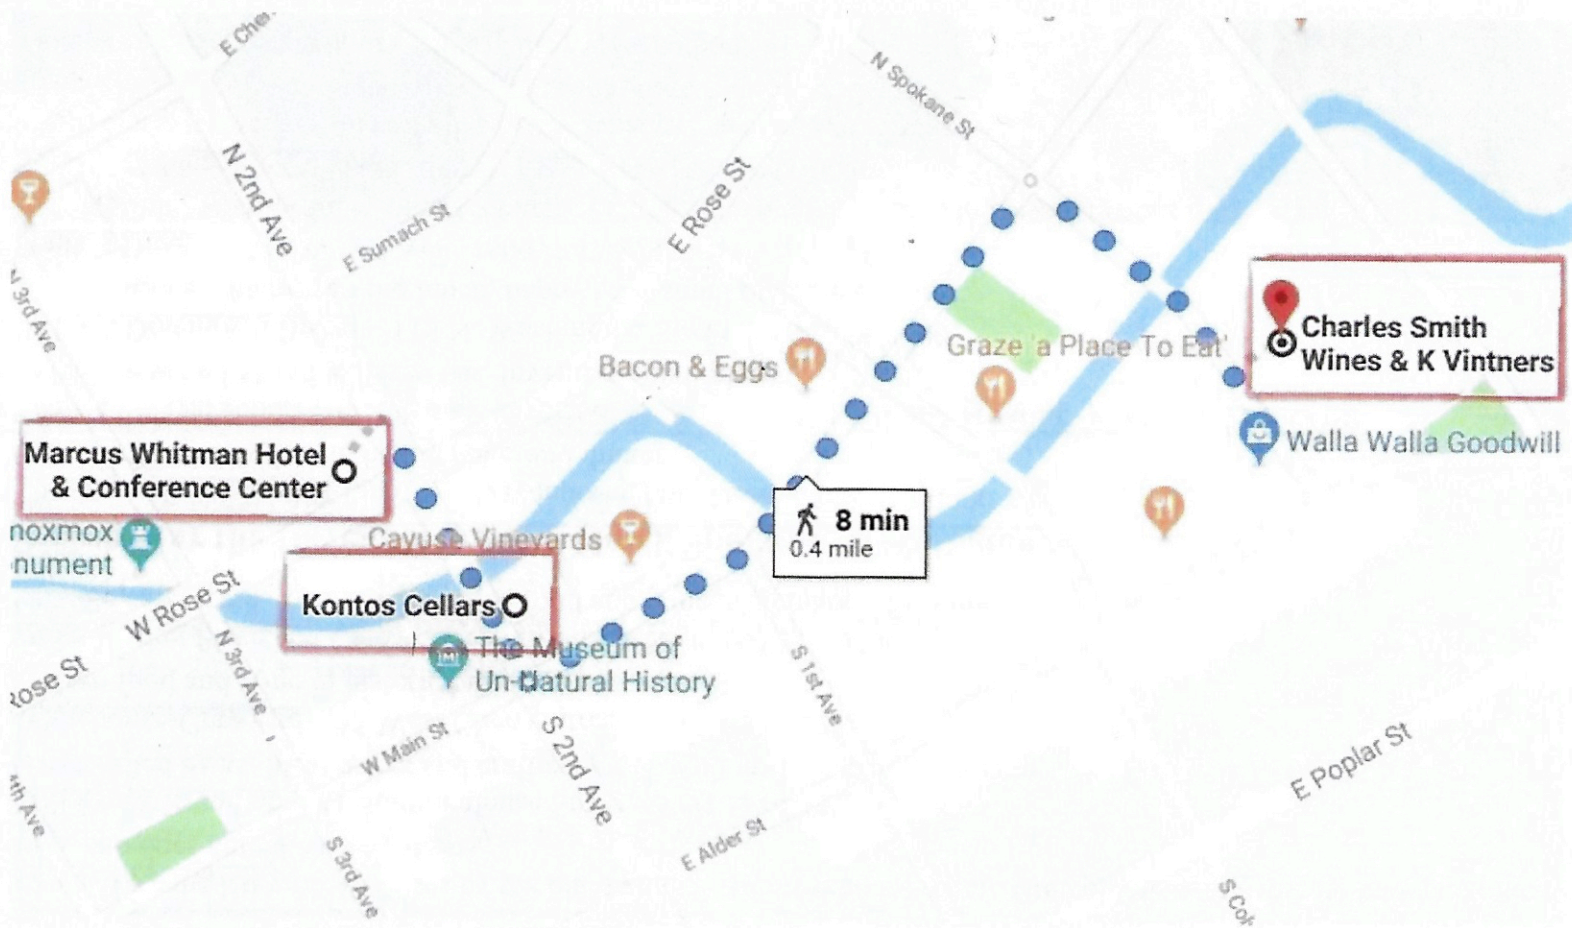 E Cher
N Spokane St
N 2nd Ave
E Sumach St
E Rose St
N 3rd Ave
Bacon & Eggs
Graze 'a Place To Eat'
Charles Smith
Wines & K Vintners
Marcus Whitman Hotel
& Conference Center
Walla Walla Goodwill
noxmox
nument
Cayuse Vineyards
8 min
0.4 mile
W Rose St
Kontos Cellars
The Museum of
Un-Natural History
N 3rd Ave
Rose St
S 1st Ave
W Main St
S 2nd Ave
E Poplar St
4th Ave
S 3rd Ave
E Alder St
S Col